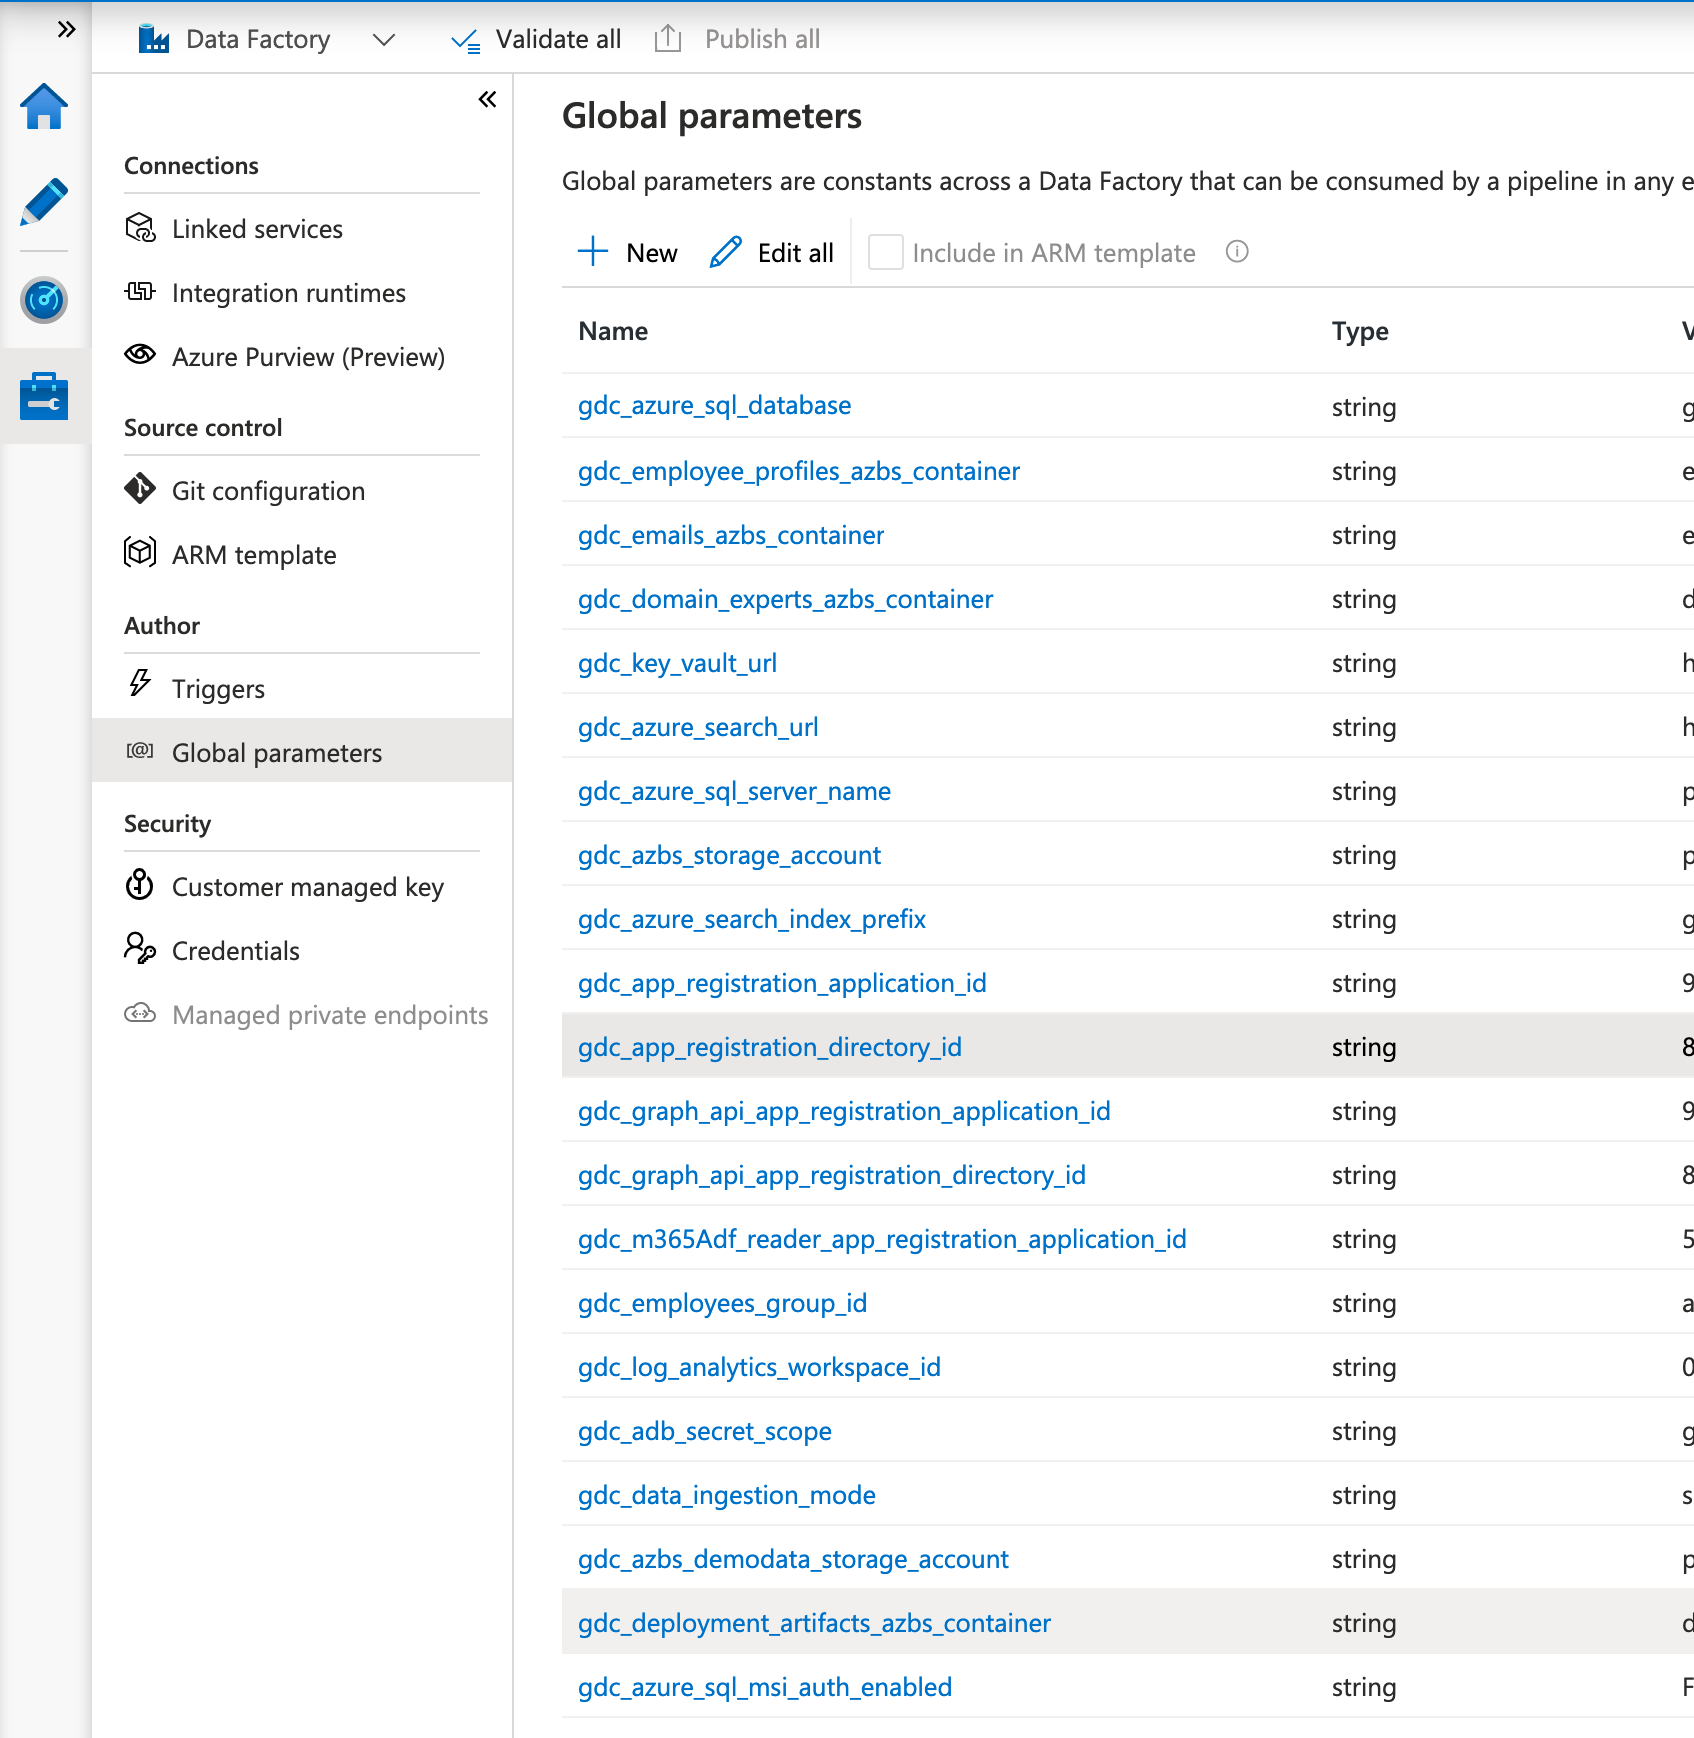 Data Factory
Validate all
Publish all
Connections
Linked services
Integration runtimes
Azure Purview (Preview)
Source control
Git configuration
ARM template
Author
Triggers
Global parameters
Security
Customer managed key
Credentials
Managed private endpoints
Global parameters
Global parameters are constants across a Data Factory that can be consumed by a pipeline in any e
New
Edit all
Include in ARM template
Name Type V
gdc_azure_sql_database string g
gdc_employee_profiles_azbs_container string e
gdc_emails_azbs_container string e
gdc_domain_experts_azbs_container string d
gdc_key_vault_url string h
gdc_azure_search_url string h
gdc_azure_sql_server_name string p
gdc_azbs_storage_account string p
gdc_azure_search_index_prefix string g
gdc_app_registration_application_id string 9
gdc_app_registration_directory_id string 8
gdc_graph_api_app_registration_application_id string 9
gdc_graph_api_app_registration_directory_id string 8
gdc_m365Adf_reader_app_registration_application_id string 5
gdc_employees_group_id string a
gdc_log_analytics_workspace_id string 0
gdc_adb_secret_scope string g
gdc_data_ingestion_mode string s
gdc_azbs_demodata_storage_account string p
gdc_deployment_artifacts_azbs_container string d
gdc_azure_sql_msi_auth_enabled string F